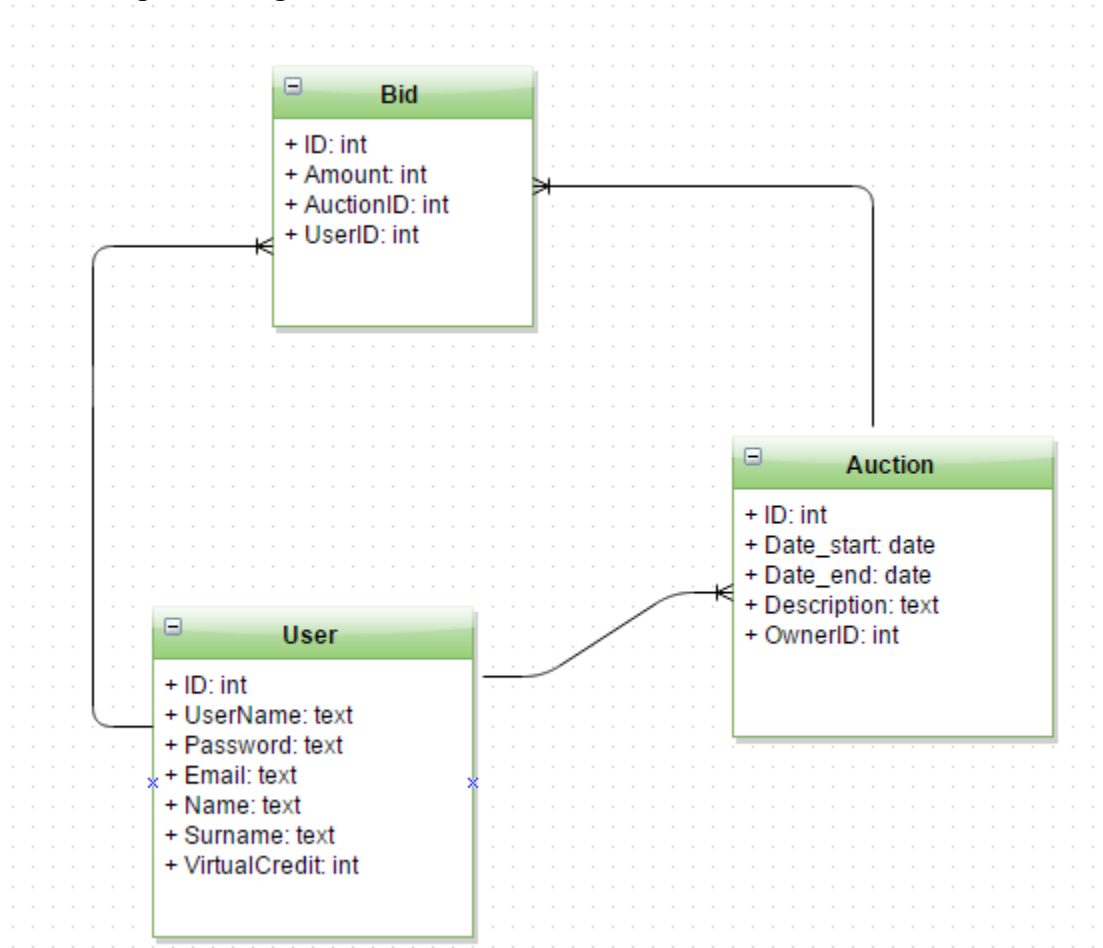 Bid
+ ID: int
+ Amount: int
+ AuctionID: int
+ UserID: int
Auction
+ ID: int
+ Date_start: date
+ Date_end: date
+ Description: text
+ OwnerID: int
User
+ ID: int
+ UserName: text
+ Password: text
+ Email: text
+ Name: text
+ Surname: text
+ VirtualCredit: int